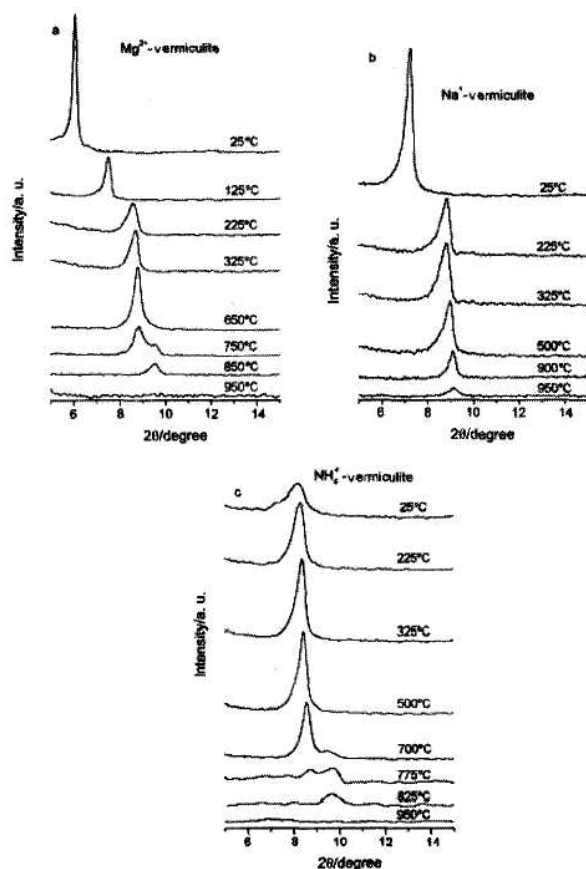 a
Mg²⁺-vermiculite
25°C
125°C
225°C
325°C
650°C
750°C
850°C
950°C
Intensity/a. u.
6 8 10 12 14
2θ/degree
b
Na⁺-vermiculite
25°C
225°C
325°C
500°C
900°C
950°C
Intensity/a. u.
6 8 10 12 14
2θ/degree
c
NH₄⁺-vermiculite
25°C
225°C
325°C
500°C
700°C
775°C
825°C
950°C
Intensity/a. u.
6 8 10 12 14
2θ/degree